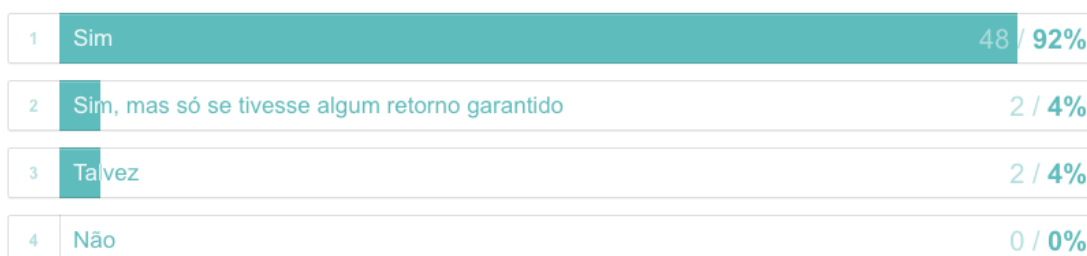 1 Sim 48 / 92%
2 Sim, mas só se tivesse algum retorno garantido 2 / 4%
3 Talvez 2 / 4%
4 Não 0 / 0%